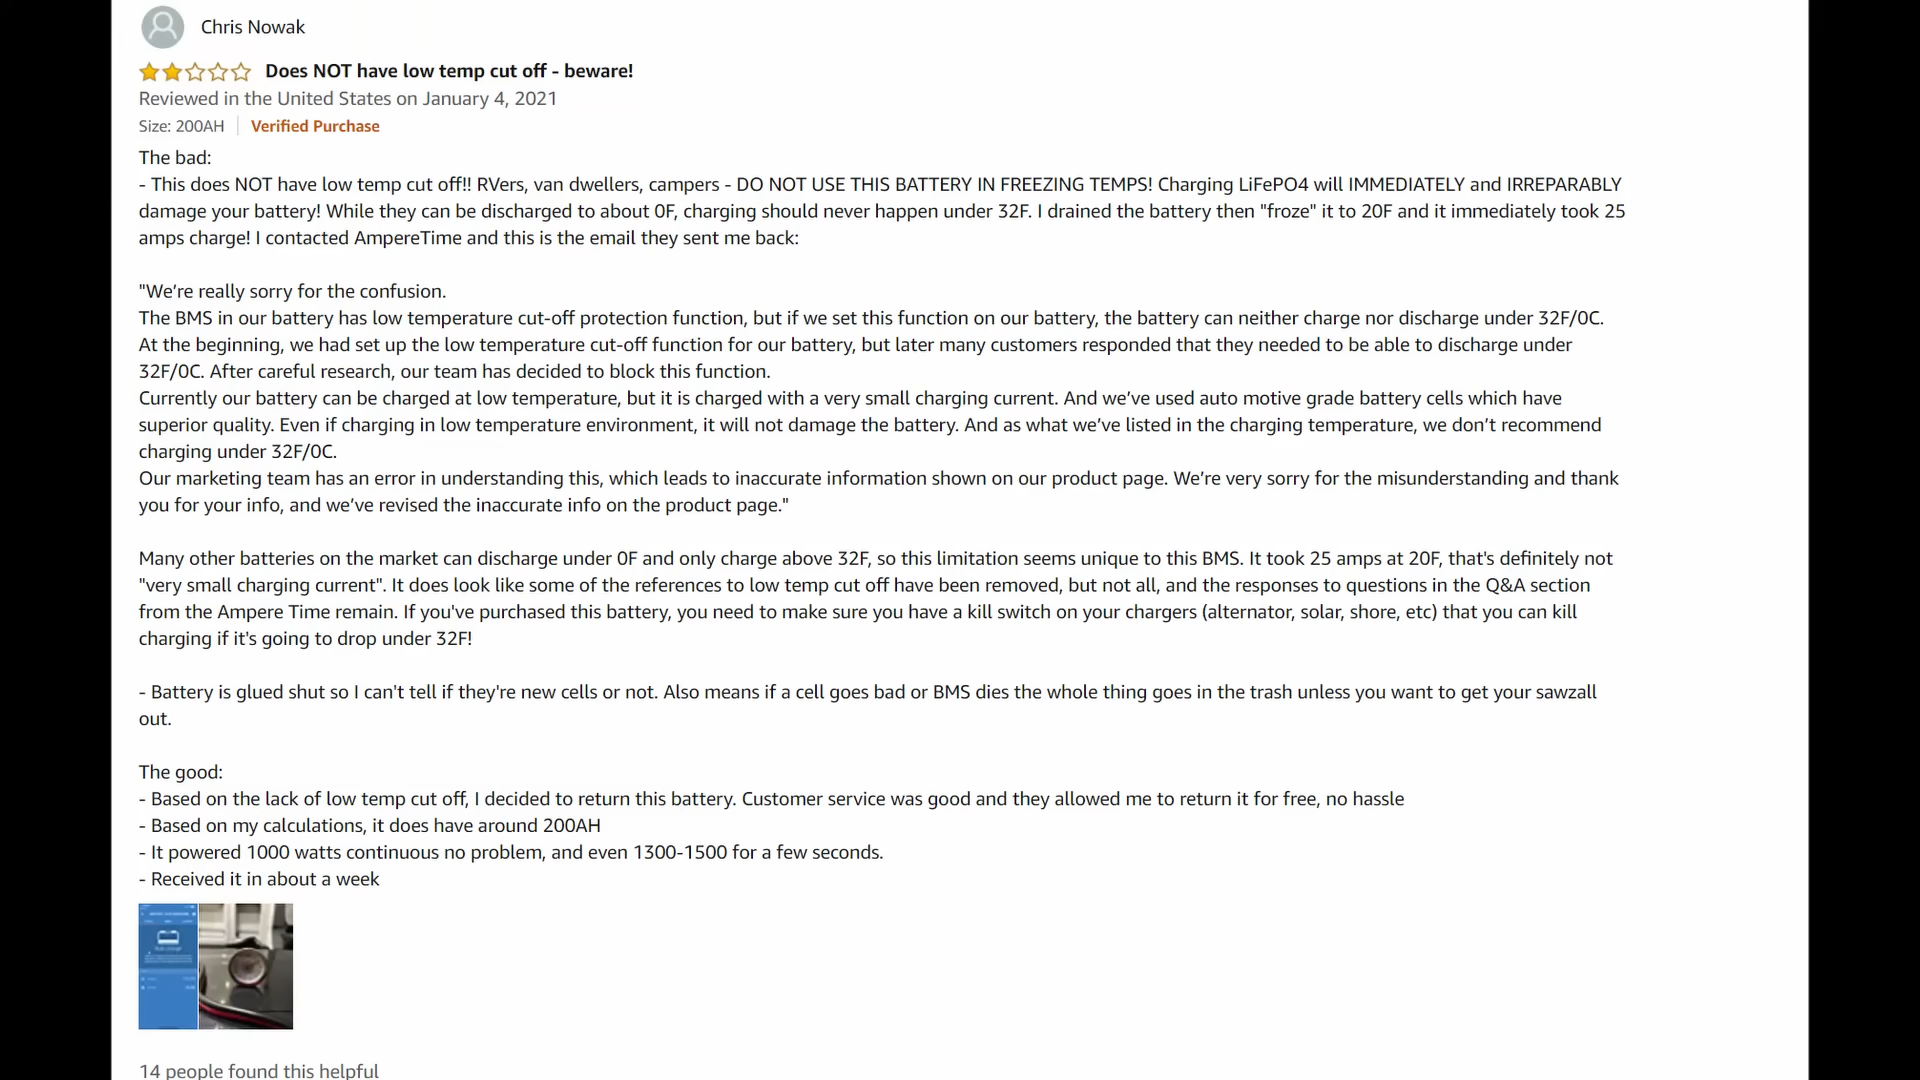 Chris Nowak
Does NOT have low temp cut off - beware!
Reviewed in the United States on January 4, 2021
Size: 200AH Verified Purchase
The bad:
- This does NOT have low temp cut off!! RVers, van dwellers, campers - DO NOT USE THIS BATTERY IN FREEZING TEMPS! Charging LiFePO4 will IMMEDIATELY and IRREPARABLY
damage your battery! While they can be discharged to about 0F, charging should never happen under 32F. I drained the battery then "froze" it to 20F and it immediately took 25
amps charge! I contacted AmpereTime and this is the email they sent me back:
"We’re really sorry for the confusion.
The BMS in our battery has low temperature cut-off protection function, but if we set this function on our battery, the battery can neither charge nor discharge under 32F/0C.
At the beginning, we had set up the low temperature cut-off function for our battery, but later many customers responded that they needed to be able to discharge under
32F/0C. After careful research, our team has decided to block this function.
Currently our battery can be charged at low temperature, but it is charged with a very small charging current. And we’ve used auto motive grade battery cells which have
superior quality. Even if charging in low temperature environment, it will not damage the battery. And as what we’ve listed in the charging temperature, we don’t recommend
charging under 32F/0C.
Our marketing team has an error in understanding this, which leads to inaccurate information shown on our product page. We’re very sorry for the misunderstanding and thank
you for your info, and we’ve revised the inaccurate info on the product page."
Many other batteries on the market can discharge under 0F and only charge above 32F, so this limitation seems unique to this BMS. It took 25 amps at 20F, that's definitely not
"very small charging current". It does look like some of the references to low temp cut off have been removed, but not all, and the responses to questions in the Q&A section
from the Ampere Time remain. If you've purchased this battery, you need to make sure you have a kill switch on your chargers (alternator, solar, shore, etc) that you can kill
charging if it's going to drop under 32F!
- Battery is glued shut so I can't tell if they're new cells or not. Also means if a cell goes bad or BMS dies the whole thing goes in the trash unless you want to get your sawzall
out.
The good:
- Based on the lack of low temp cut off, I decided to return this battery. Customer service was good and they allowed me to return it for free, no hassle
- Based on my calculations, it does have around 200AH
- It powered 1000 watts continuous no problem, and even 1300-1500 for a few seconds.
- Received it in about a week
14 people found this helpful